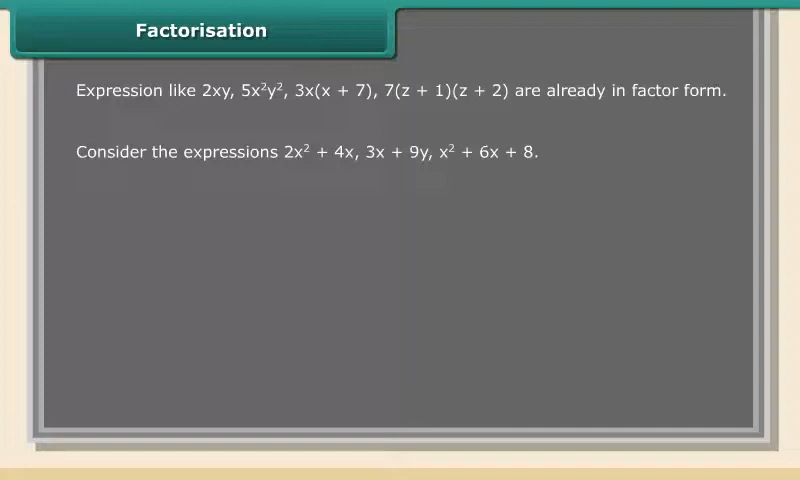 Factorisation
Expression like 2xy, 5x²y², 3x(x + 7), 7(z + 1)(z + 2) are already in factor form.
Consider the expressions 2x² + 4x, 3x + 9y, x² + 6x + 8.